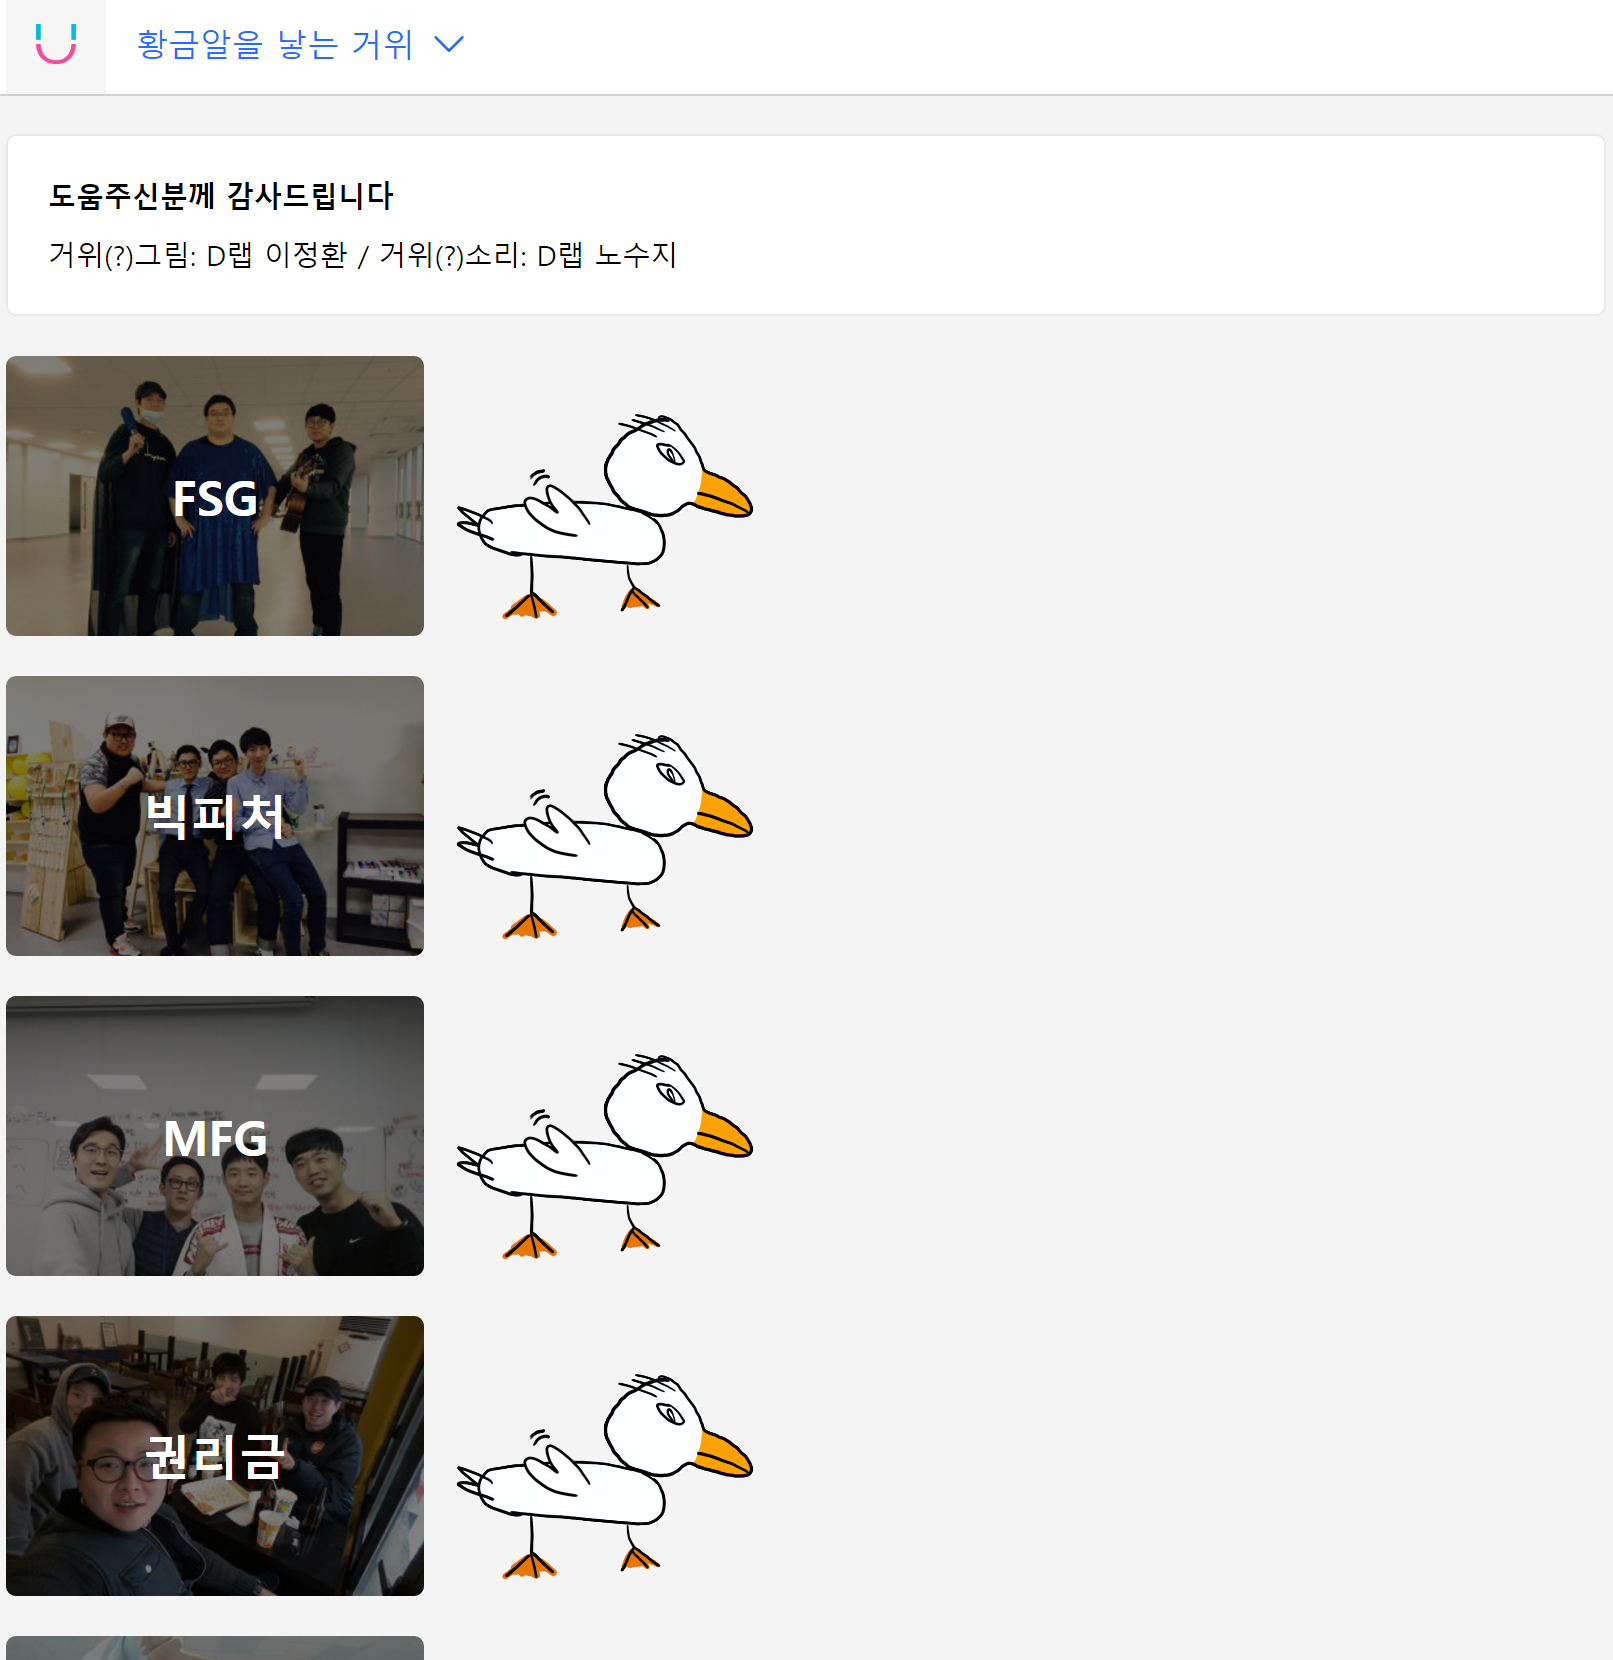 황금알을 낳는 거위
도움주신분께 감사드립니다
거위(?)그림: D랩 이정환 / 거위(?)소리: D랩 노수지
FSG
빅피처
MFG
권리금